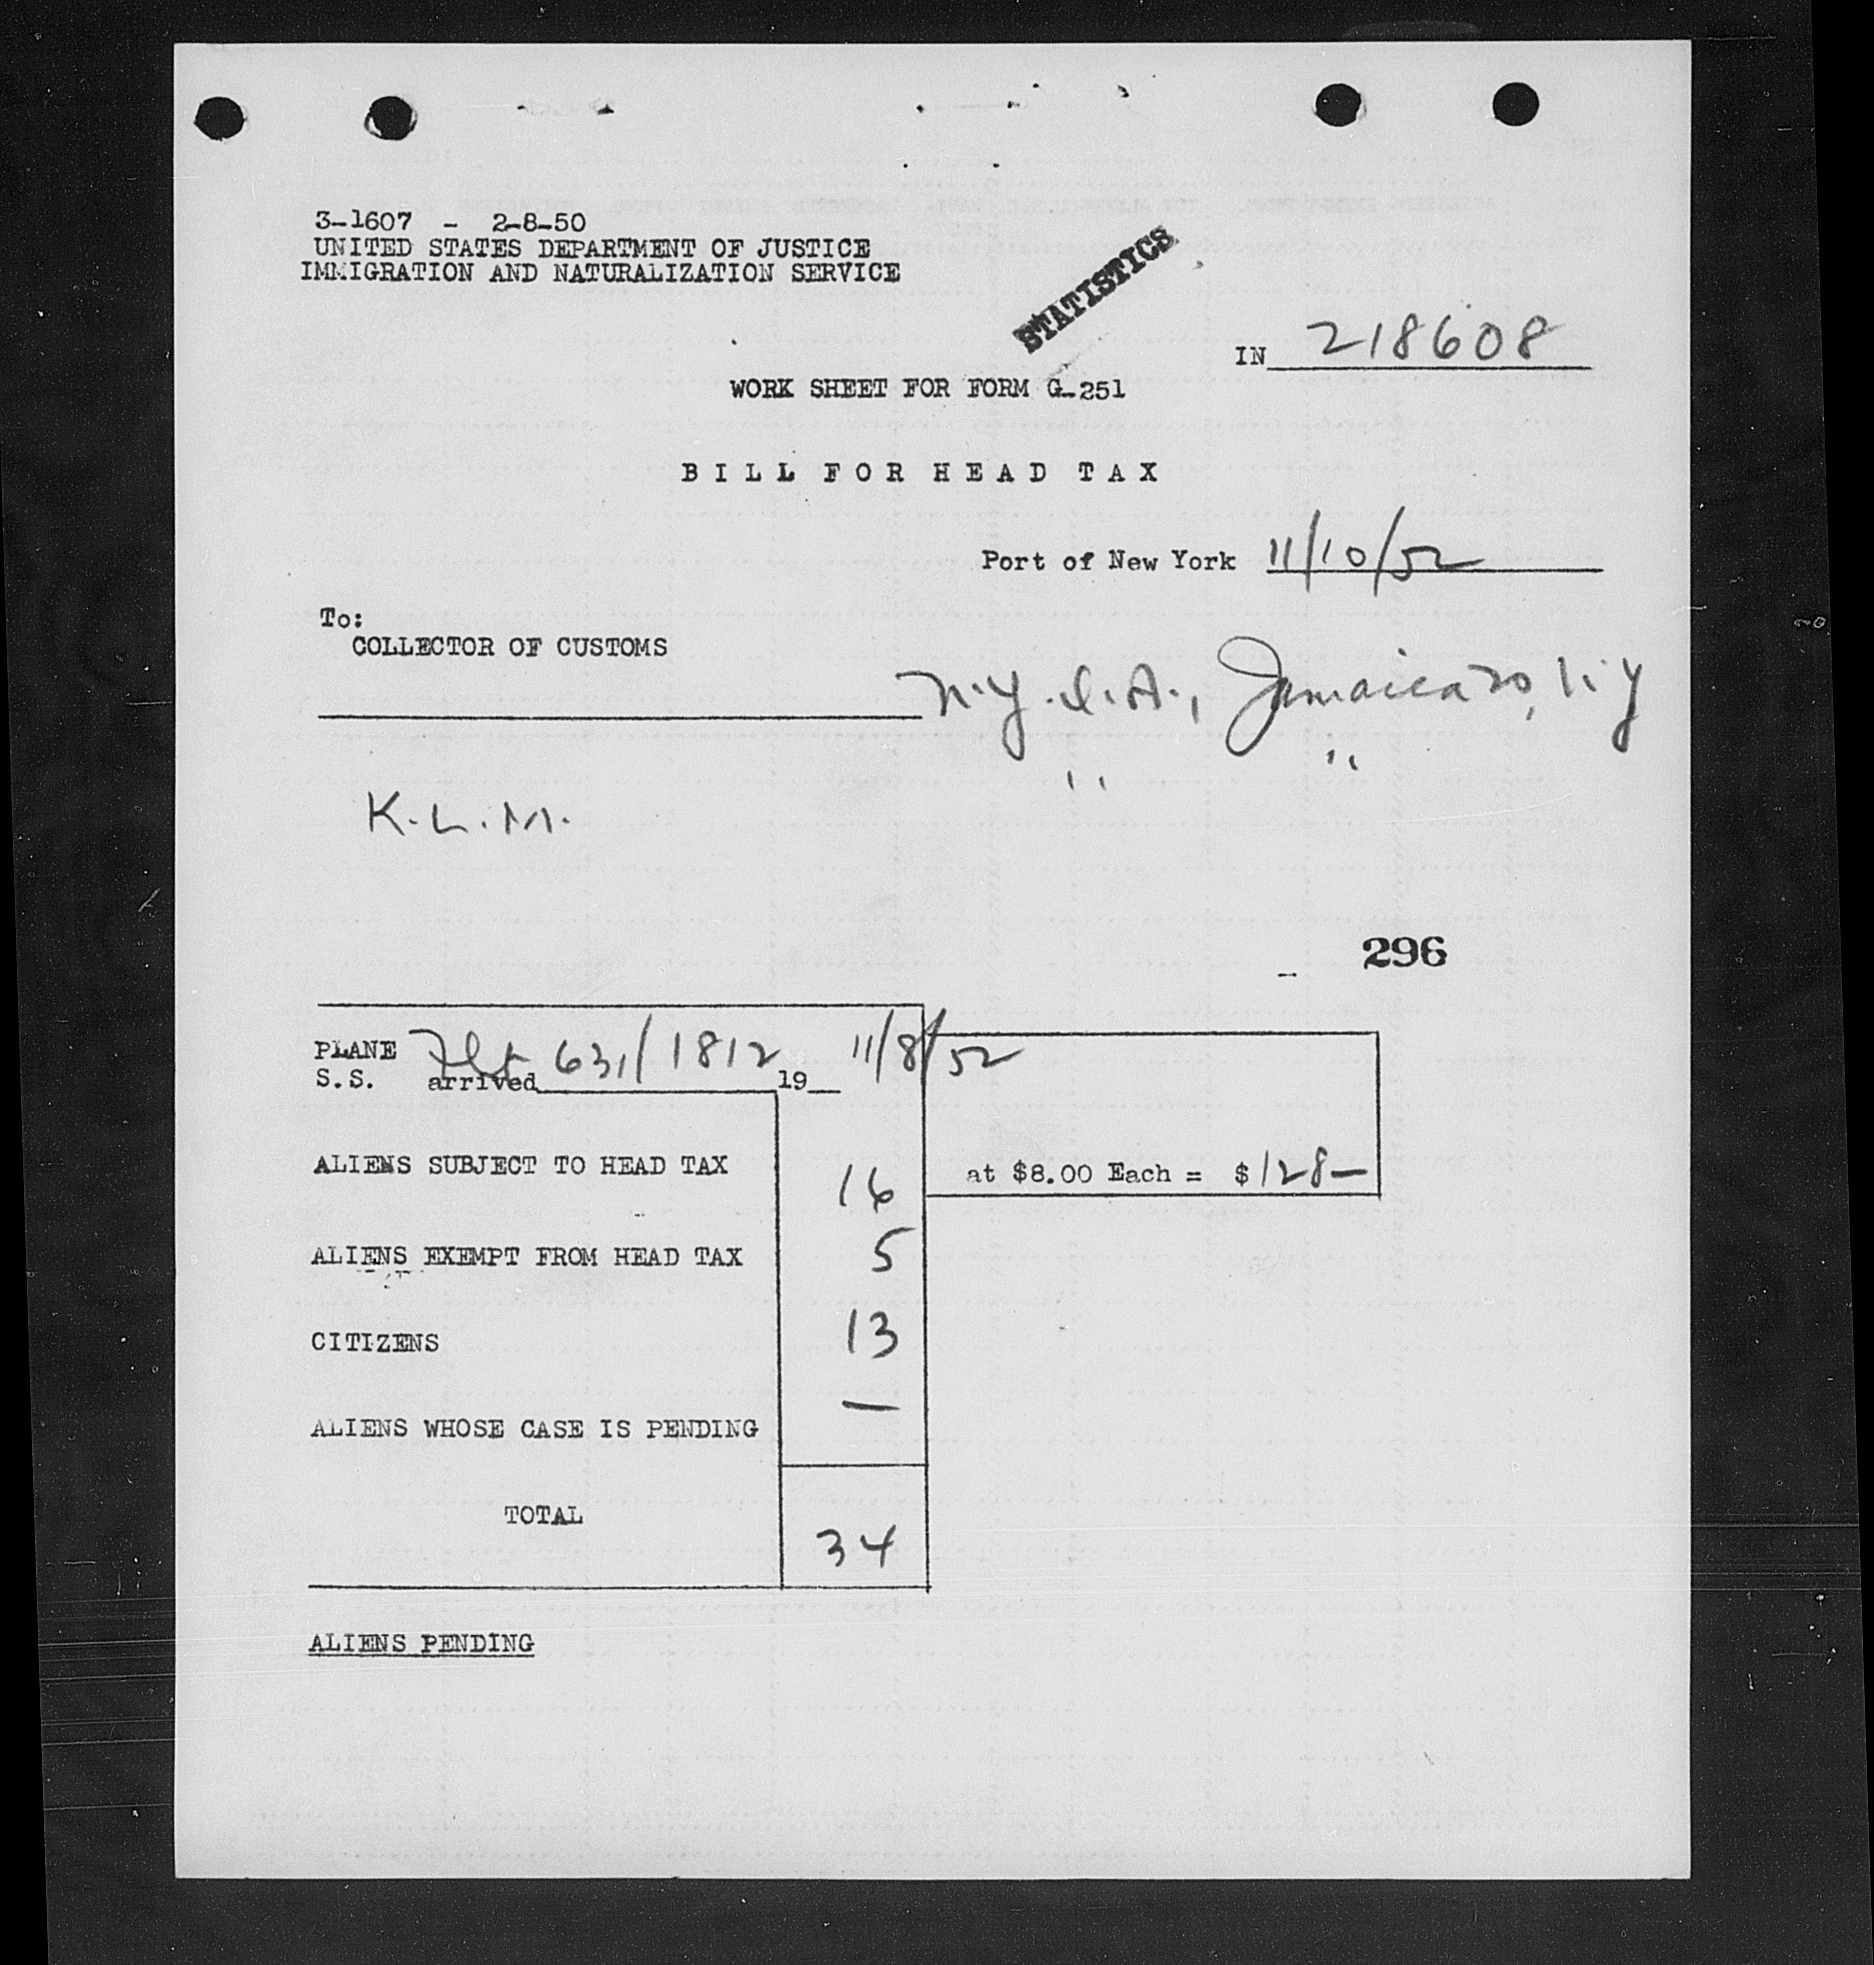 3-1607 - 2-8-50
UNITED STATES DEPARTMENT OF JUSTICE
IMMIGRATION AND NATURALIZATION SERVICE
STATISTICS
IN 218608
WORK SHEET FOR FORM G-251
BILL FOR HEAD TAX
Port of New York 11/10/52
To:
COLLECTOR OF CUSTOMS
N.Y.I.A., Jamaica 20, N.Y
" "
K.L.M.
296
PLANE Flt 631/1812 11/8/52
S.S. arrived 19
ALIENS SUBJECT TO HEAD TAX 16 at $8.00 Each = $128—
ALIENS EXEMPT FROM HEAD TAX 5
CITIZENS 13
ALIENS WHOSE CASE IS PENDING —
TOTAL 34
ALIENS PENDING